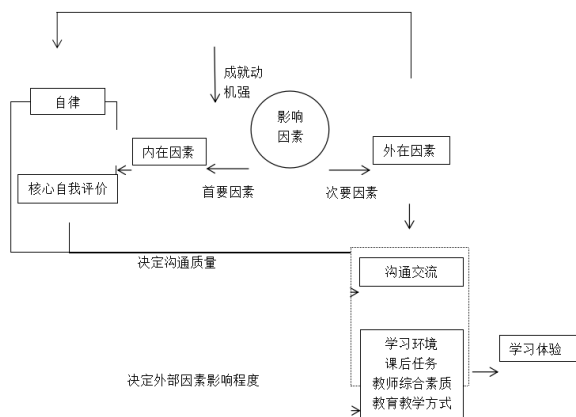 成就动
机强
自律
影响
因素
内在因素
外在因素
首要因素
次要因素
核心自我评价
决定沟通质量
沟通交流
学习环境
课后任务
教师综合素质
教育教学方式
学习体验
决定外部因素影响程度